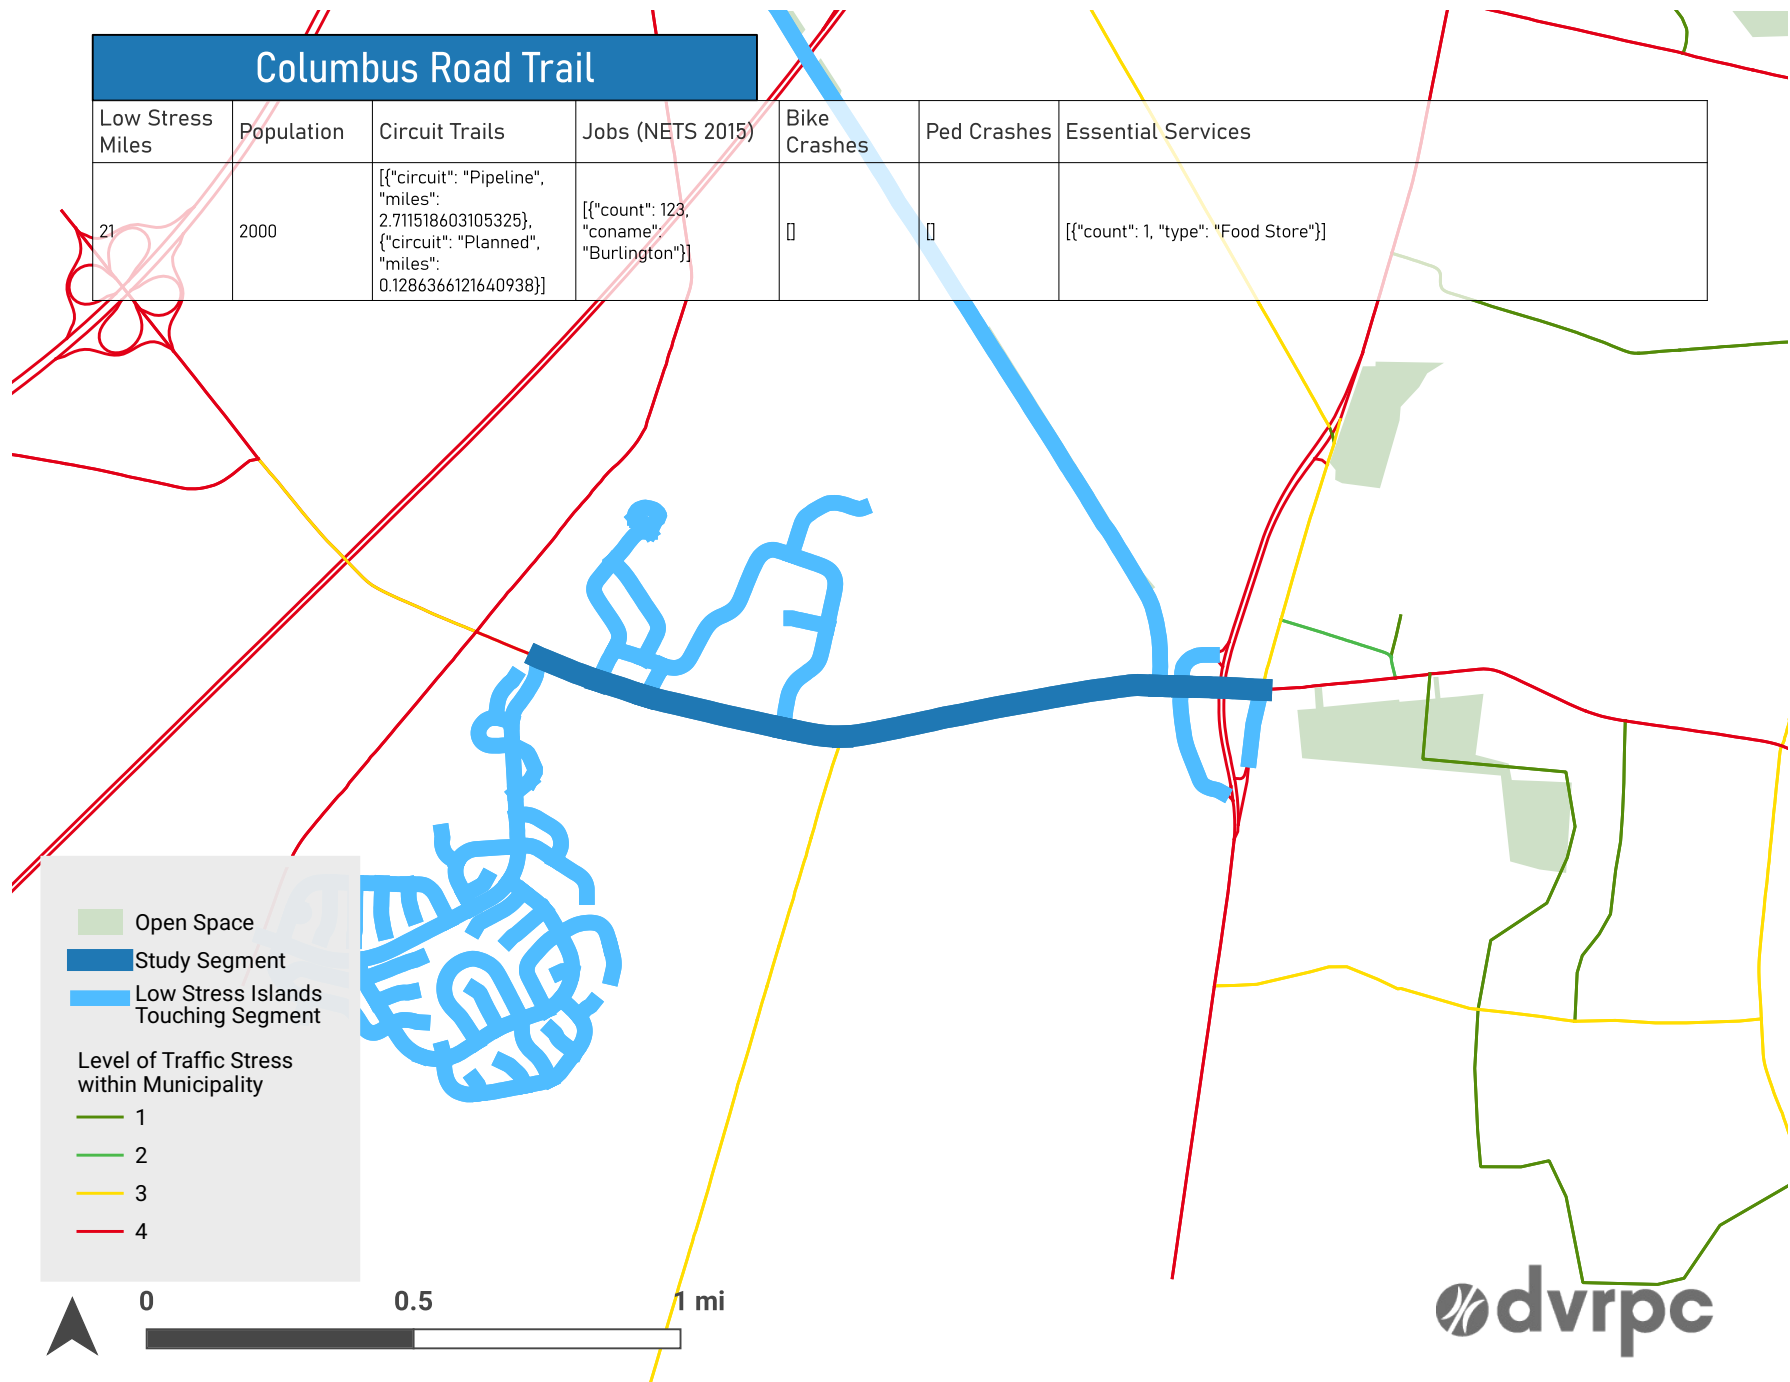 Columbus Road Trail
Low Stress
Miles
Population
Circuit Trails
Jobs (NETS 2015)
Bike
Crashes
Ped Crashes
Essential Services
21
2000
[{"circuit": "Pipeline",
"miles":
2.711518603105325},
{"circuit": "Planned",
"miles":
0.1286366121640938}]
[{"count": 123,
"coname":
"Burlington"}]
[]
[]
[{"count": 1, "type": "Food Store"}]
Open Space
Study Segment
Low Stress Islands
Touching Segment
Level of Traffic Stress
within Municipality
1
2
3
4
0 0.5 1 mi
dvrpc